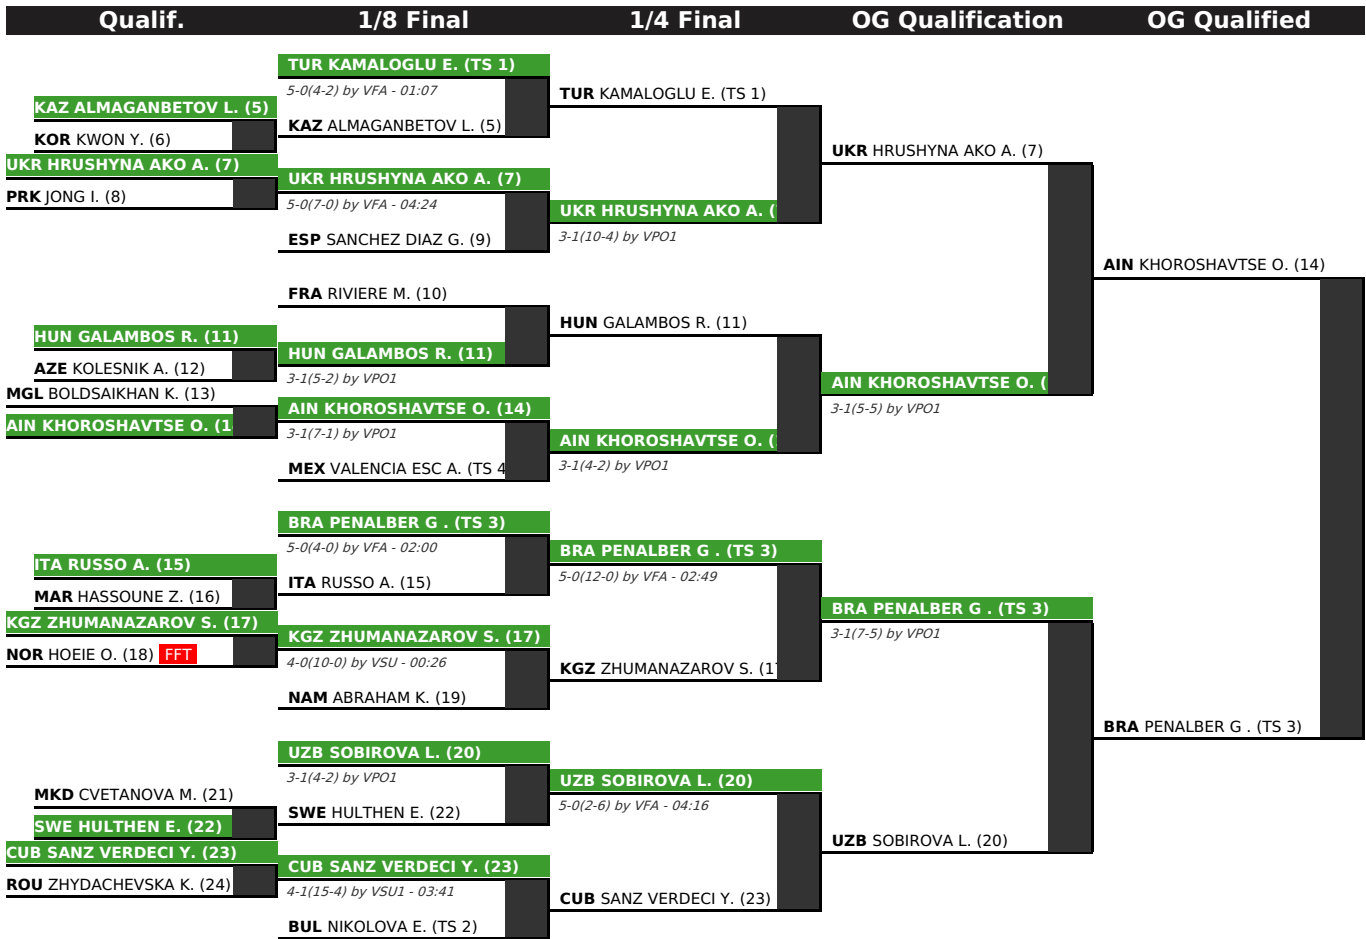 Qualif. 1/8 Final 1/4 Final OG Qualification OG Qualified
KAZ ALMAGANBETOV L. (5)
KOR KWON Y. (6)
UKR HRUSHYNA AKO A. (7)
PRK JONG I. (8)
HUN GALAMBOS R. (11)
AZE KOLESNIK A. (12)
MGL BOLDSAIKHAN K. (13)
AIN KHOROSHAVTSE O. (1
ITA RUSSO A. (15)
MAR HASSOUNE Z. (16)
KGZ ZHUMANAZAROV S. (17)
NOR HOEIE O. (18) FFT
MKD CVETANOVA M. (21)
SWE HULTHEN E. (22)
CUB SANZ VERDECI Y. (23)
ROU ZHYDACHEVSKA K. (24)
TUR KAMALOGLU E. (TS 1)
5-0(4-2) by VFA - 01:07
KAZ ALMAGANBETOV L. (5)
UKR HRUSHYNA AKO A. (7)
5-0(7-0) by VFA - 04:24
ESP SANCHEZ DIAZ G. (9)
FRA RIVIERE M. (10)
HUN GALAMBOS R. (11)
3-1(5-2) by VPO1
AIN KHOROSHAVTSE O. (14)
3-1(7-1) by VPO1
MEX VALENCIA ESC A. (TS 4
BRA PENALBER G . (TS 3)
5-0(4-0) by VFA - 02:00
ITA RUSSO A. (15)
KGZ ZHUMANAZAROV S. (17)
4-0(10-0) by VSU - 00:26
NAM ABRAHAM K. (19)
UZB SOBIROVA L. (20)
3-1(4-2) by VPO1
SWE HULTHEN E. (22)
CUB SANZ VERDECI Y. (23)
4-1(15-4) by VSU1 - 03:41
BUL NIKOLOVA E. (TS 2)
TUR KAMALOGLU E. (TS 1)
UKR HRUSHYNA AKO A. (
3-1(10-4) by VPO1
HUN GALAMBOS R. (11)
AIN KHOROSHAVTSE O. (
3-1(4-2) by VPO1
BRA PENALBER G . (TS 3)
5-0(12-0) by VFA - 02:49
KGZ ZHUMANAZAROV S. (17
UZB SOBIROVA L. (20)
5-0(2-6) by VFA - 04:16
CUB SANZ VERDECI Y. (23)
UKR HRUSHYNA AKO A. (7)
AIN KHOROSHAVTSE O. (
3-1(5-5) by VPO1
BRA PENALBER G . (TS 3)
3-1(7-5) by VPO1
UZB SOBIROVA L. (20)
AIN KHOROSHAVTSE O. (14)
BRA PENALBER G . (TS 3)